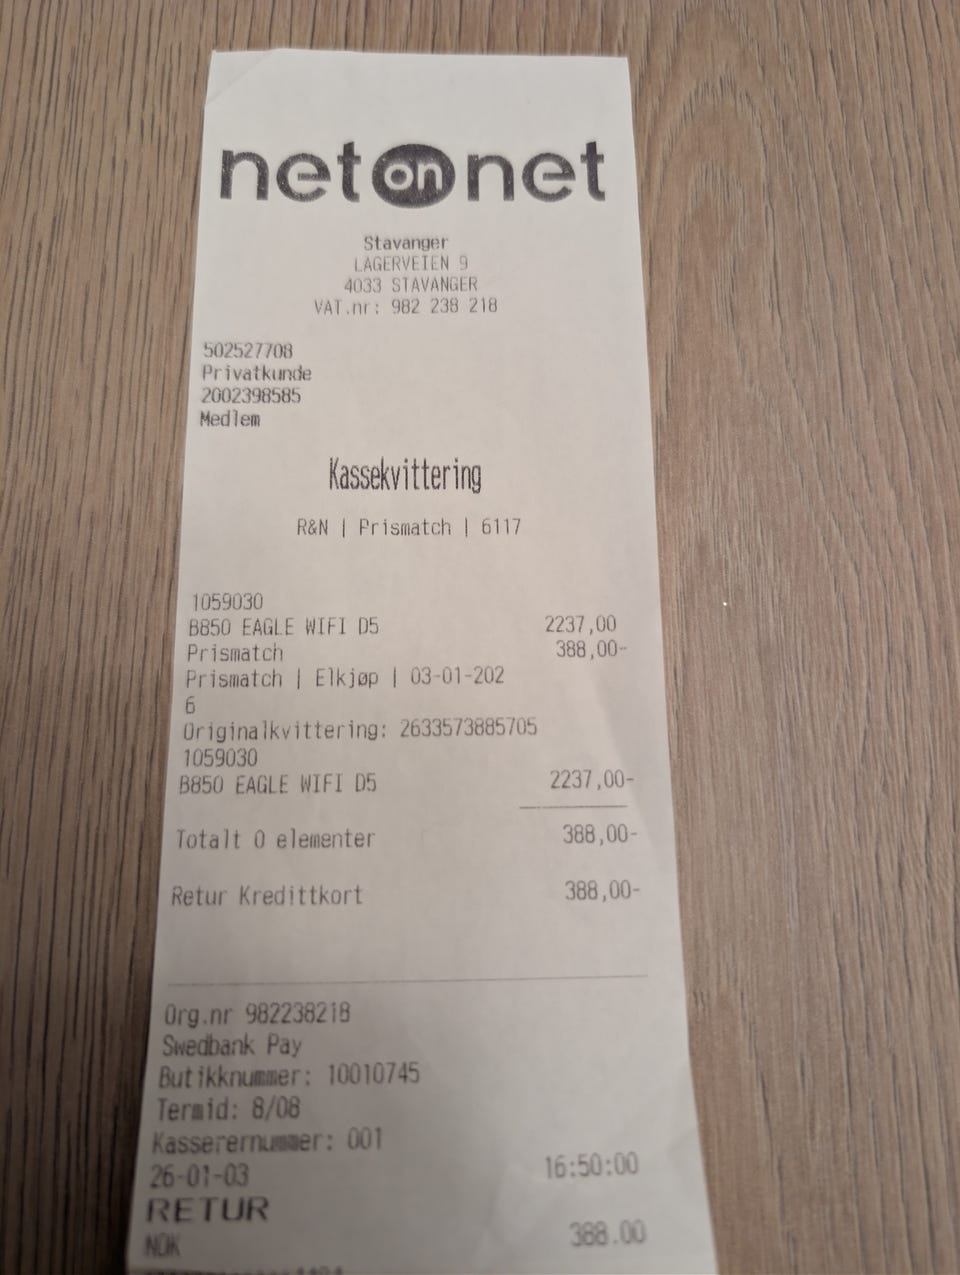 netonnet
Stavanger
LAGERVEIEN 9
4033 STAVANGER
VAT.nr: 982 238 218
502527708
Privatkunde
2002398585
Medlem
Kassekvittering
R&N | Prismatch | 6117
1059030
B850 EAGLE WIFI D5 2237,00
Prismatch 388,00-
Prismatch | Elkjøp | 03-01-202
6
Originalkvittering: 2633573885705
1059030
B850 EAGLE WIFI D5 2237,00-
Totalt 0 elementer 388,00-
Retur Kredittkort 388,00-
Org.nr 982238218
Swedbank Pay
Butikknummer: 10010745
Termid: 8/08
Kasserernummer: 001
26-01-03 16:50:00
RETUR
NOK 388.00